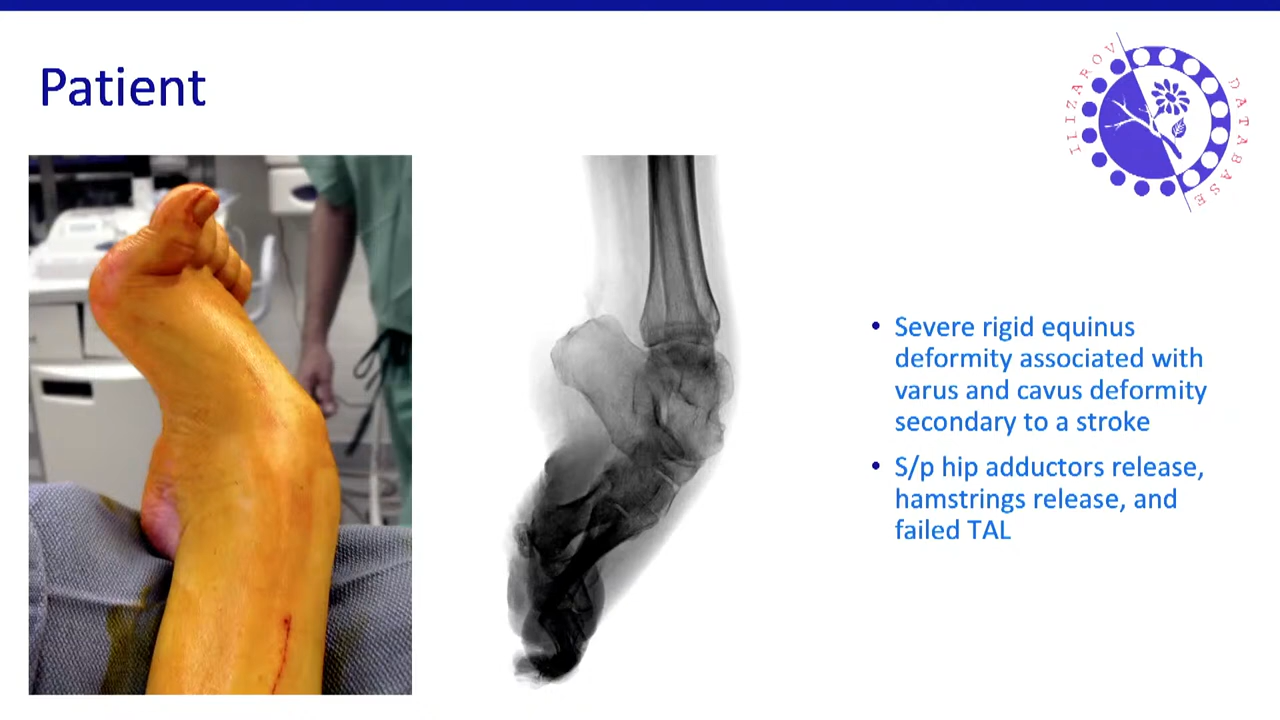 Patient
ILIZAROV DATABASE
• Severe rigid equinus
deformity associated with
varus and cavus deformity
secondary to a stroke
• S/p hip adductors release,
hamstrings release, and
failed TAL